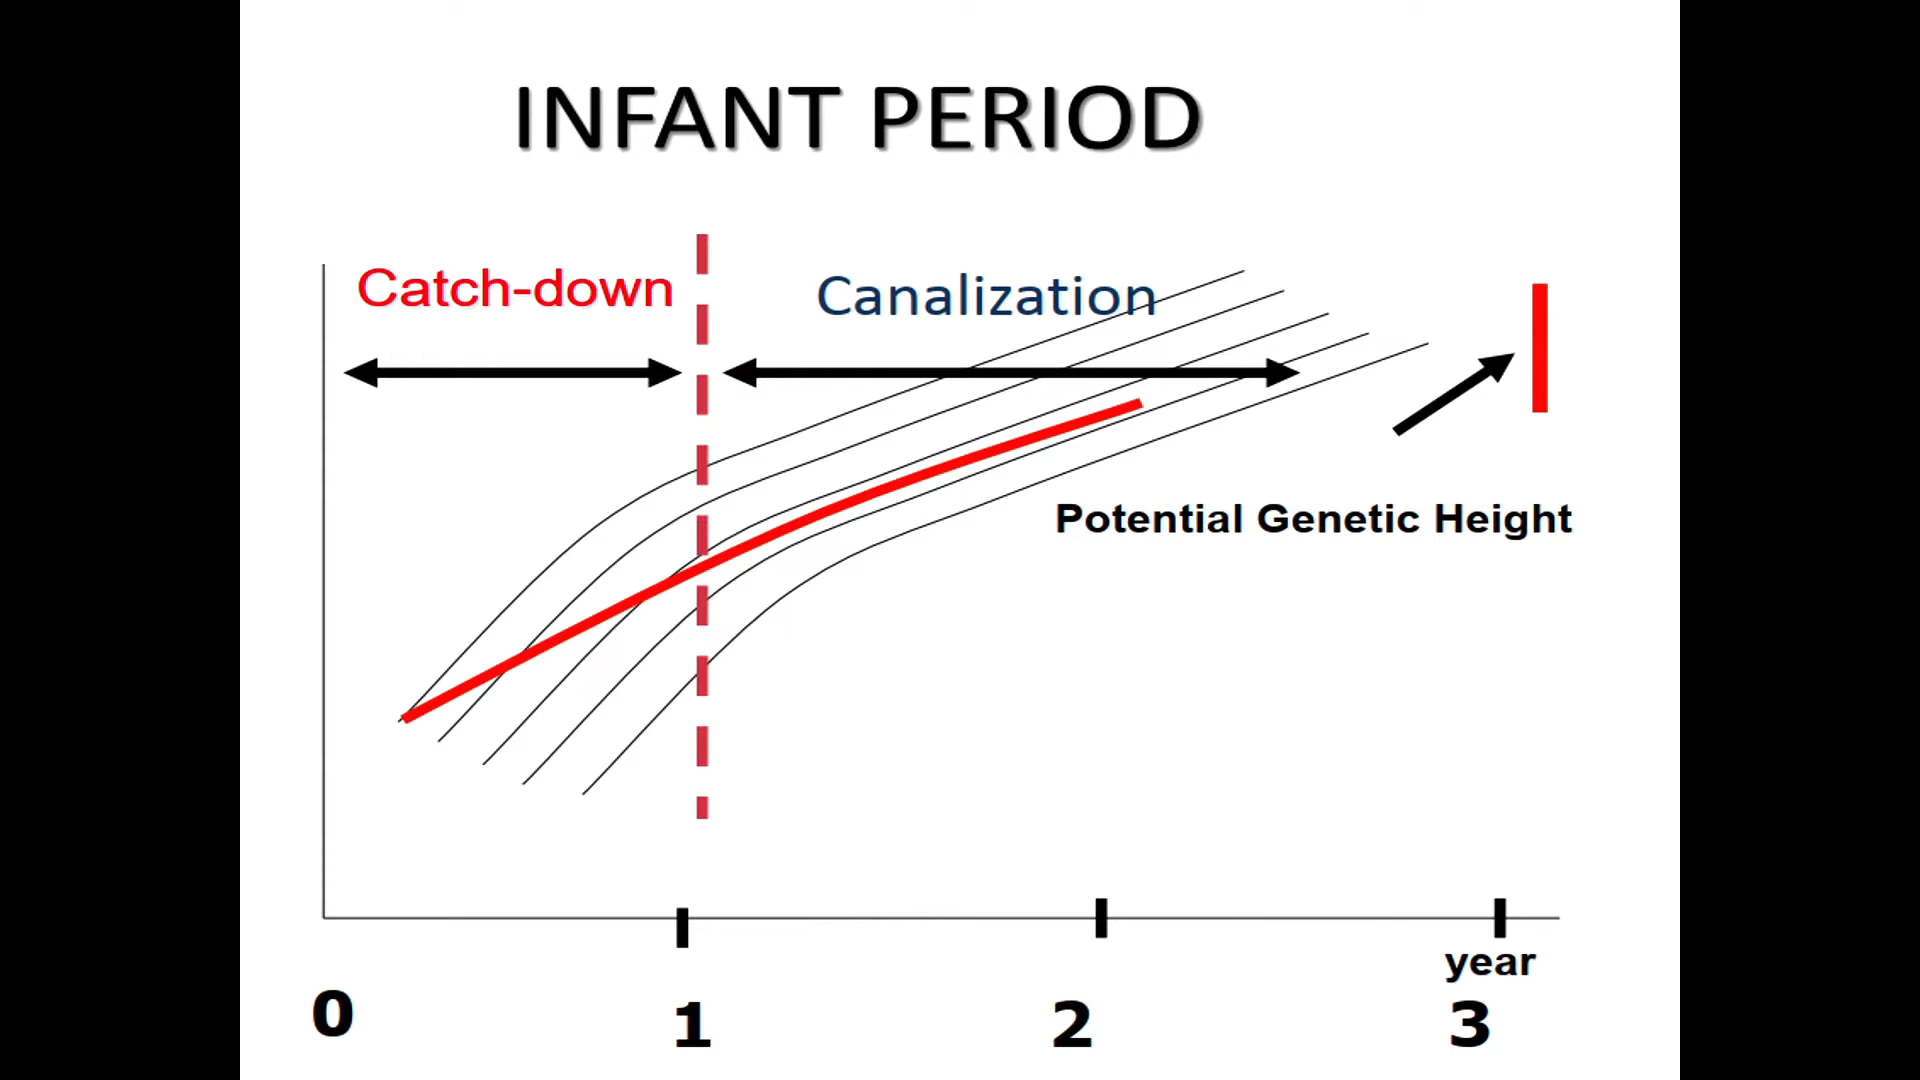 INFANT PERIOD
Catch-down
Canalization
Potential Genetic Height
year
0
1
2
3